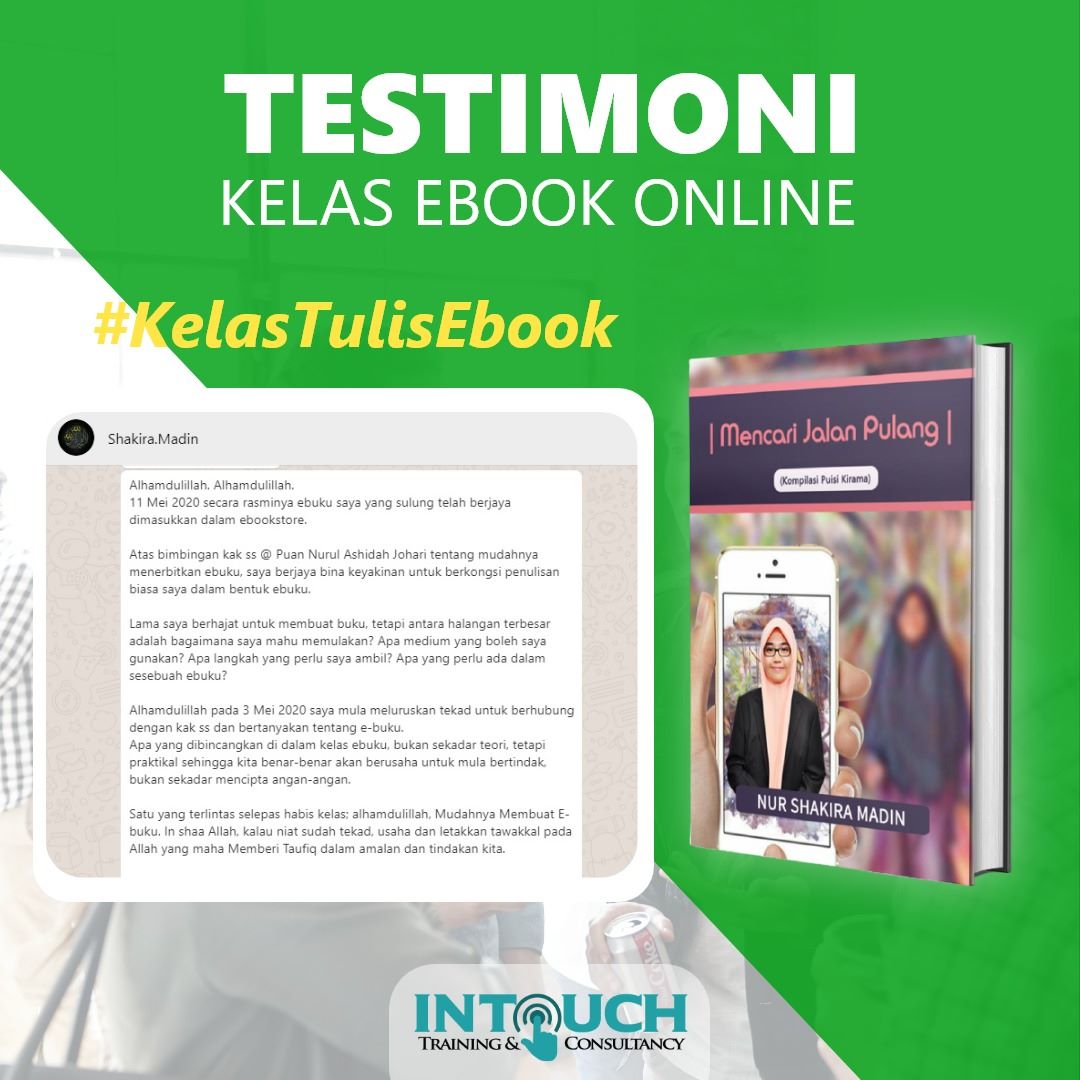 TESTIMONI
KELAS EBOOK ONLINE
#KelasTulisEbook
Shakira.Madin
Alhamdulillah. Alhamdulillah.
11 Mei 2020 secara rasminya ebuku saya yang sulung telah berjaya
dimasukkan dalam ebookstore.
Atas bimbingan kak ss @ Puan Nurul Ashidah Johari tentang mudahnya
menerbitkan ebuku, saya berjaya bina keyakinan untuk berkongsi penulisan
biasa saya dalam bentuk ebuku.
Lama saya berhajat untuk membuat buku, tetapi antara halangan terbesar
adalah bagaimana saya mahu memulakan? Apa medium yang boleh saya
gunakan? Apa langkah yang perlu saya ambil? Apa yang perlu ada dalam
sesebuah ebuku?
Alhamdulillah pada 3 Mei 2020 saya mula meluruskan tekad untuk berhubung
dengan kak ss dan bertanyakan tentang e-buku.
Apa yang dibincangkan di dalam kelas ebuku, bukan sekadar teori, tetapi
praktikal sehingga kita benar-benar akan berusaha untuk mula bertindak,
bukan sekadar mencipta angan-angan.
Satu yang terlintas selepas habis kelas; alhamdulillah, Mudahnya Membuat E-
buku. In shaa Allah, kalau niat sudah tekad, usaha dan letakkan tawakkal pada
Allah yang maha Memberi Taufiq dalam amalan dan tindakan kita.
| Mencari Jalan Pulang |
(Kompilasi Puisi Kirama)
NUR SHAKIRA MADIN
INTOUCH
TRAINING & CONSULTANCY